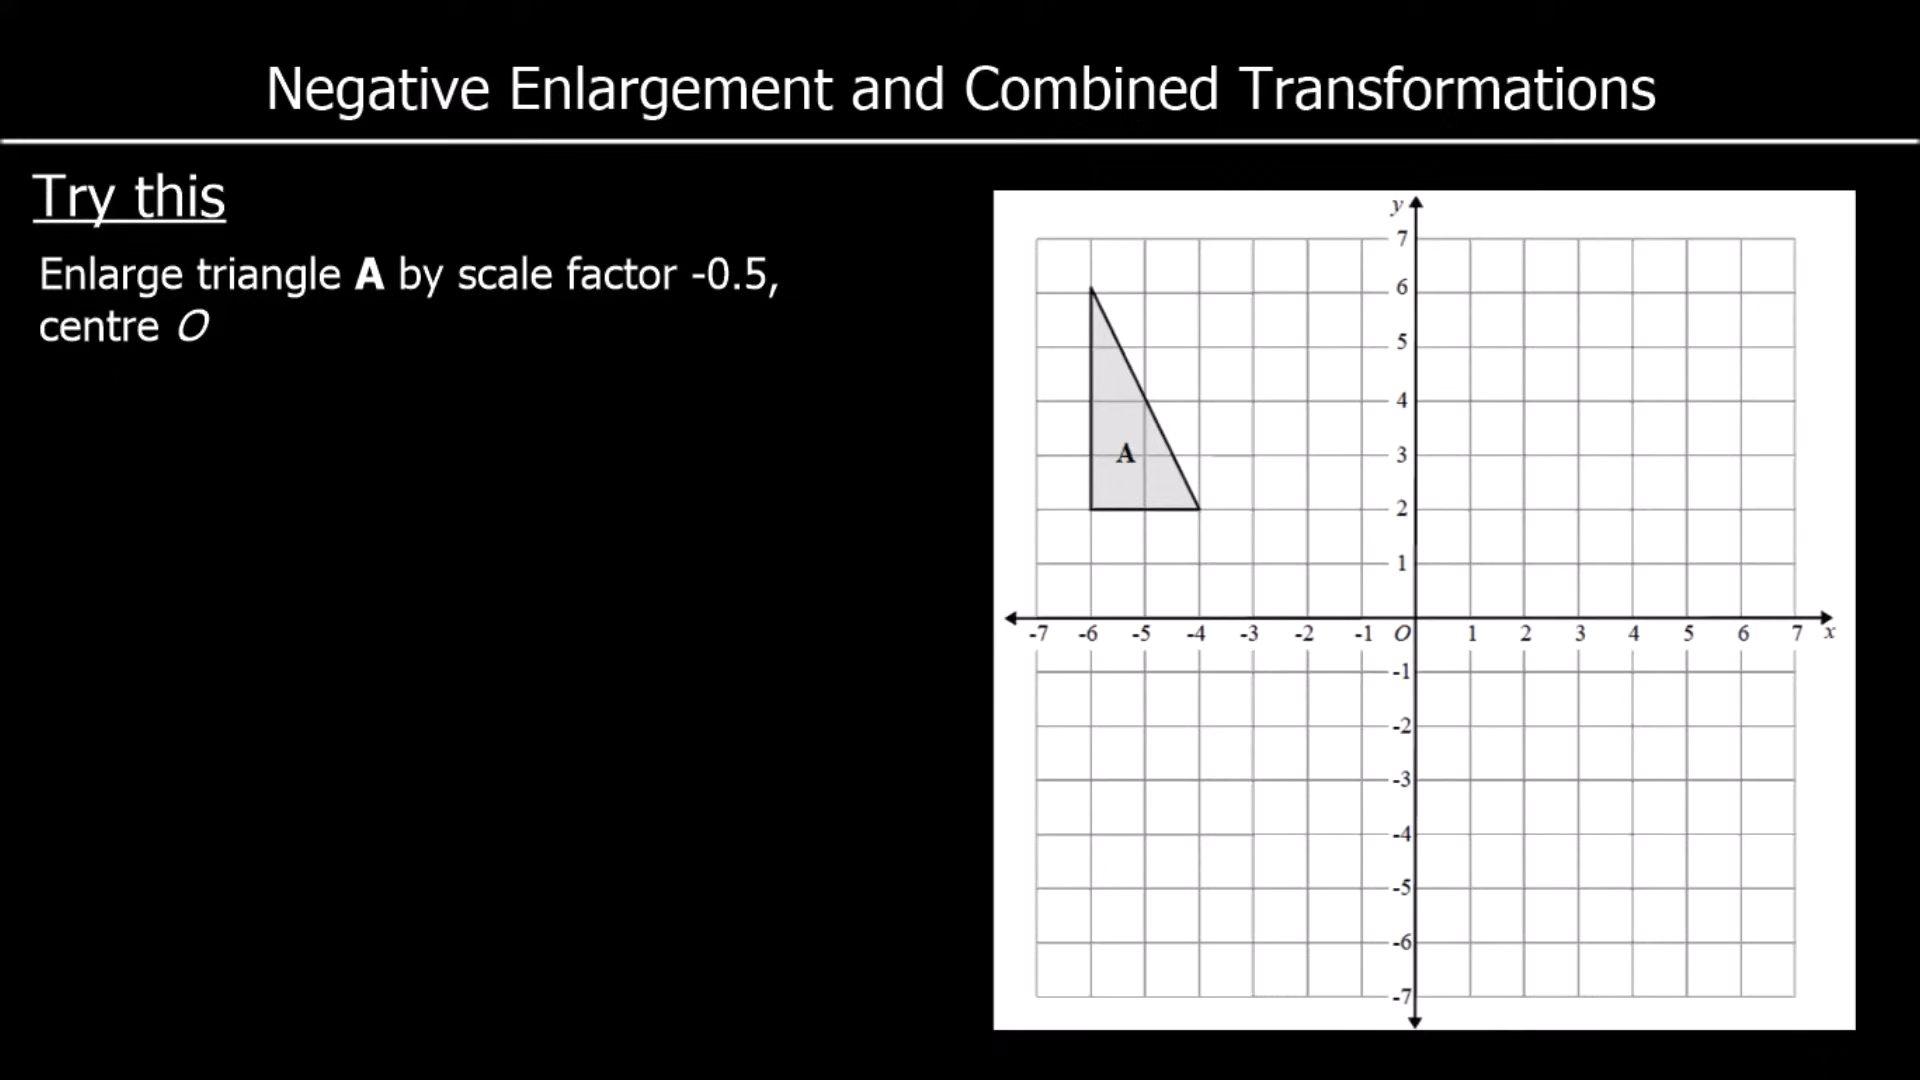 Negative Enlargement and Combined Transformations
Try this
Enlarge triangle A by scale factor -0.5,
centre O
y
7
6
5
4
3
2
1
A
-7 -6 -5 -4 -3 -2 -1 O 1 2 3 4 5 6 7 x
-1
-2
-3
-4
-5
-6
-7